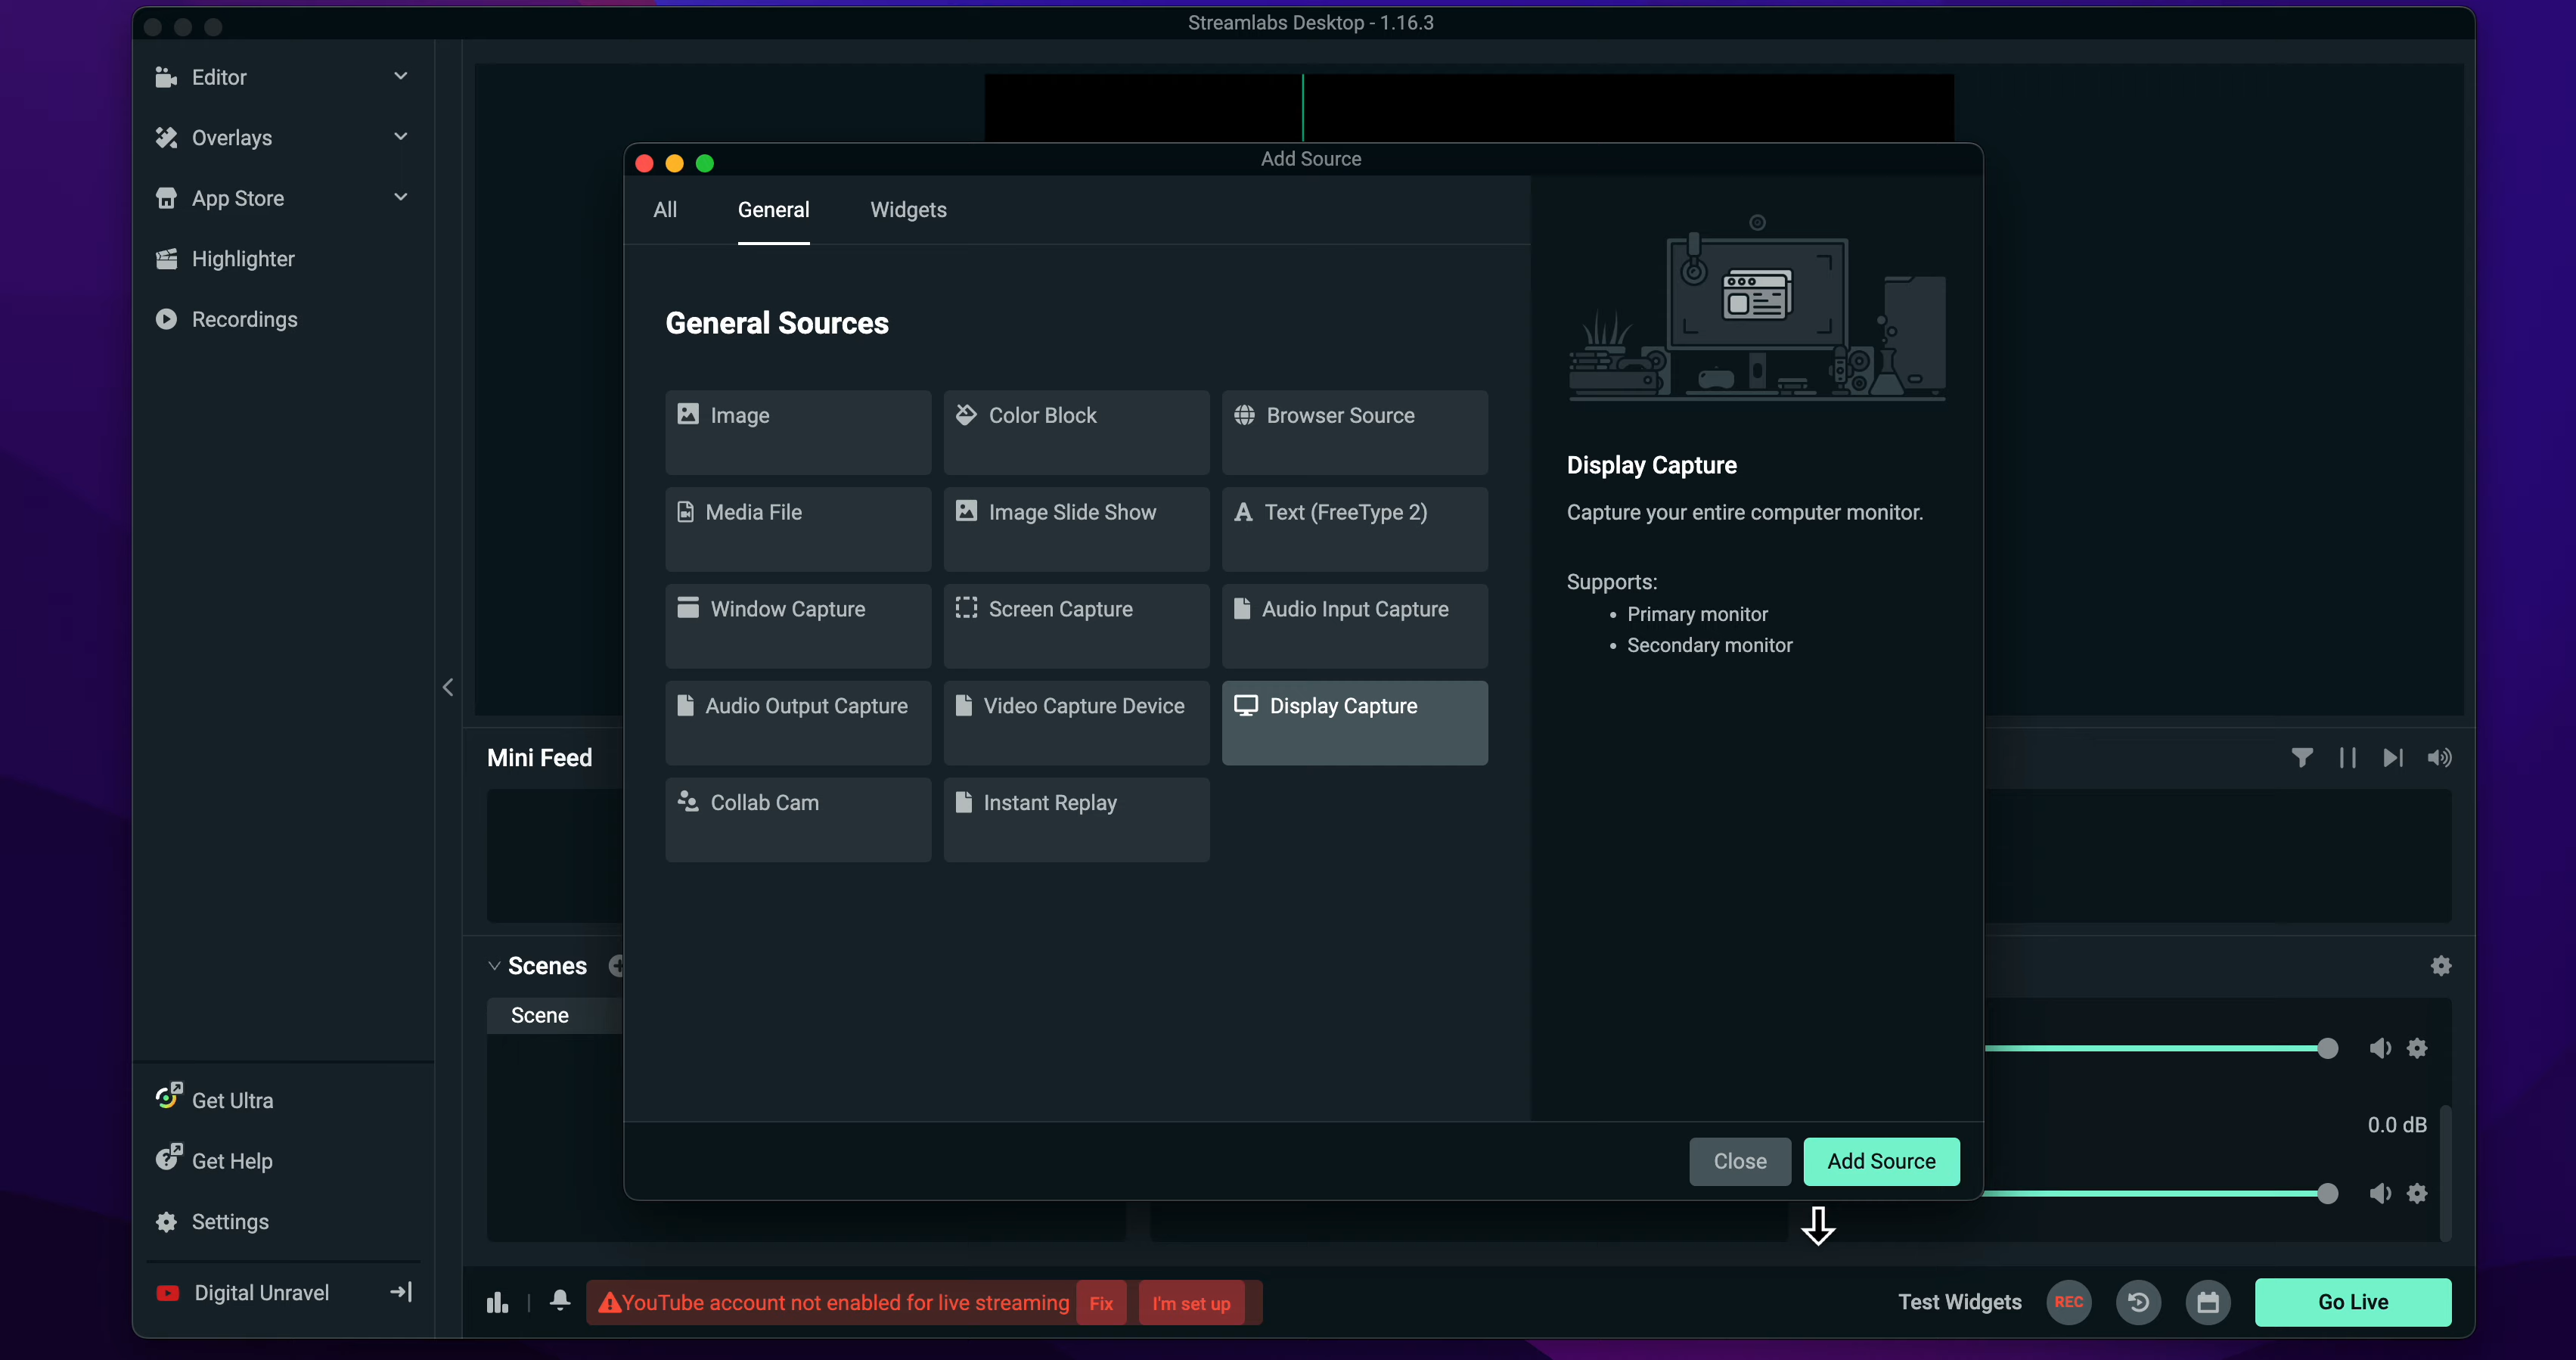 Streamlabs Desktop - 1.16.3
Editor
Overlays
App Store
Highlighter
Recordings
Add Source
All General Widgets
General Sources
Image Color Block Browser Source
Media File Image Slide Show Text (FreeType 2)
Window Capture Screen Capture Audio Input Capture
Audio Output Capture Video Capture Device Display Capture
Collab Cam Instant Replay
Display Capture
Capture your entire computer monitor.
Supports:
• Primary monitor
• Secondary monitor
Close Add Source
Mini Feed
Scenes
Scene
0.0 dB
Get Ultra
Get Help
Settings
Digital Unravel
YouTube account not enabled for live streaming Fix I'm set up
Test Widgets REC Go Live